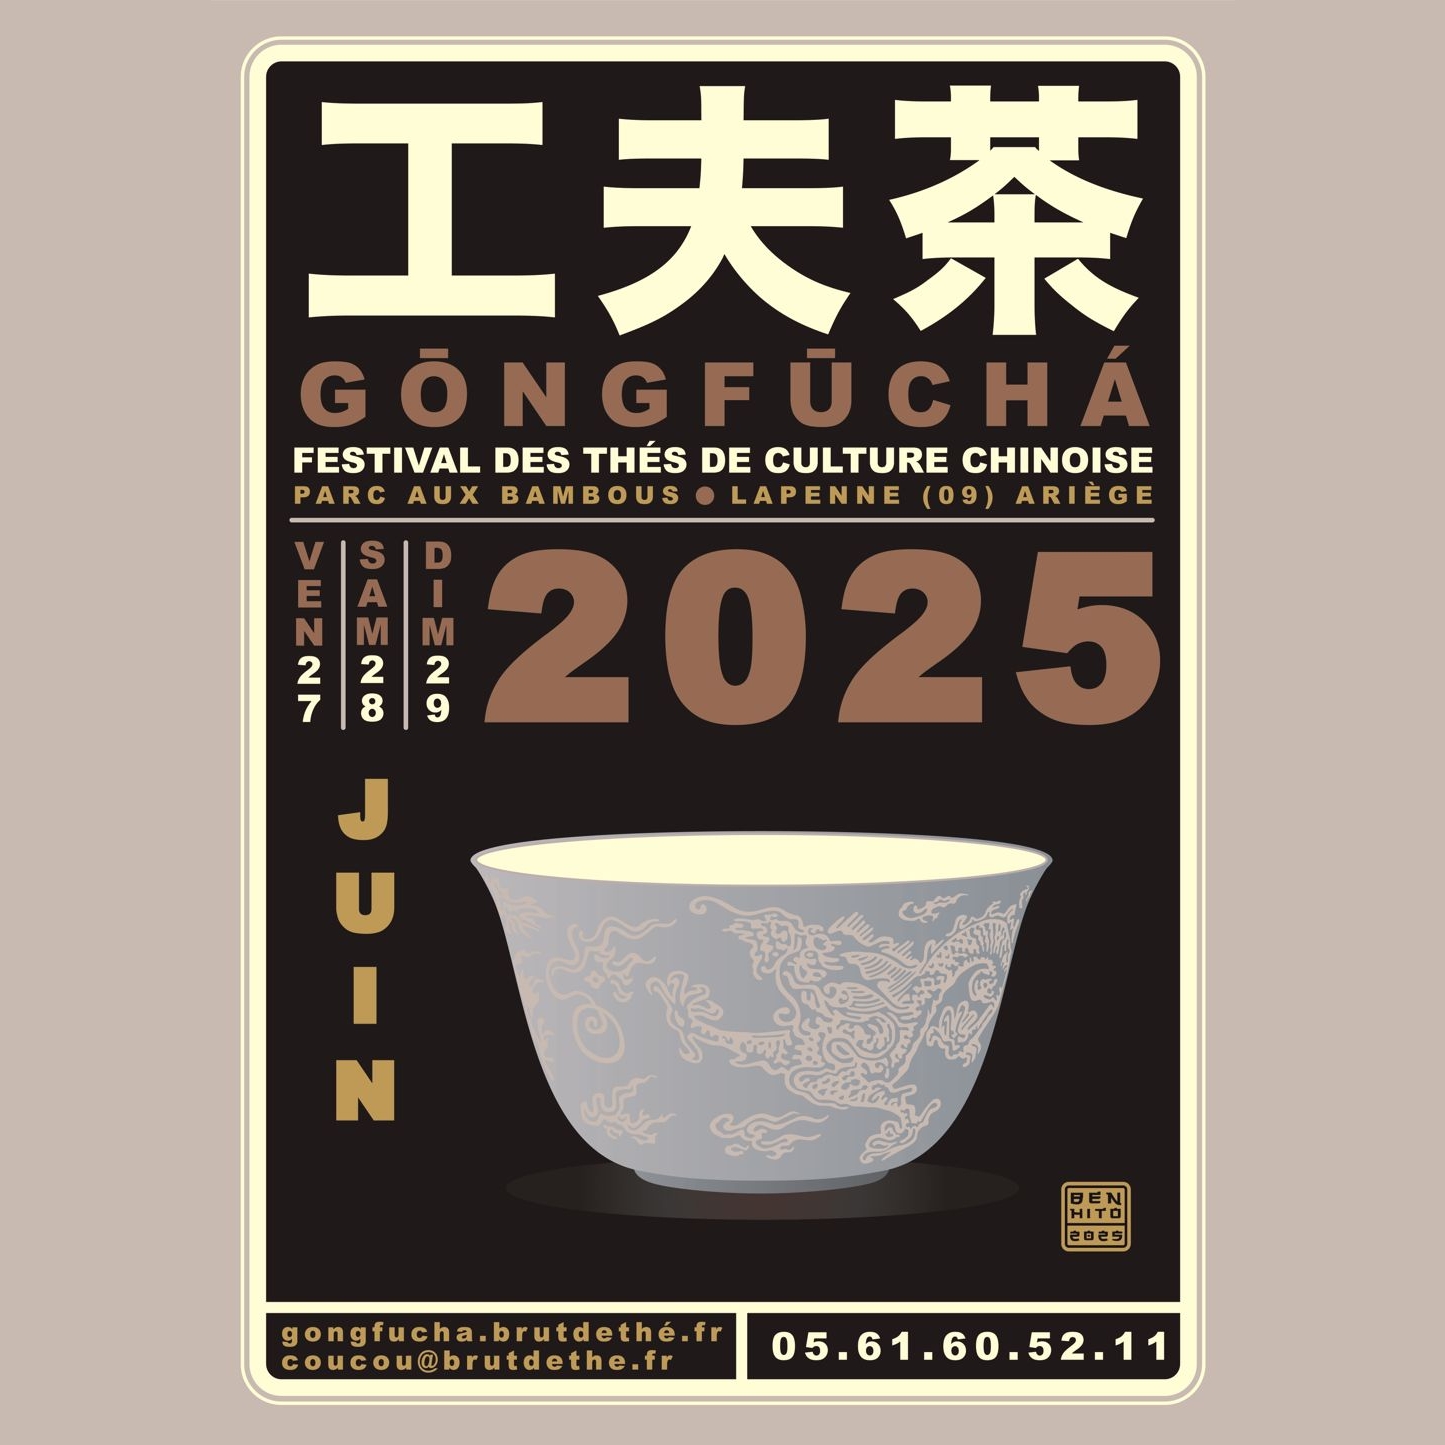 工夫茶
GŌNGFŪCHÁ
FESTIVAL DES THÉS DE CULTURE CHINOISE
PARC AUX BAMBOUS ● LAPENNE (09) ARIÈGE
VEN 27
SAM 28
DIM 29
2025
JUIN
BEN
HITO
2025
gongfucha.brutdethé.fr
coucou@brutdethe.fr
05.61.60.52.11